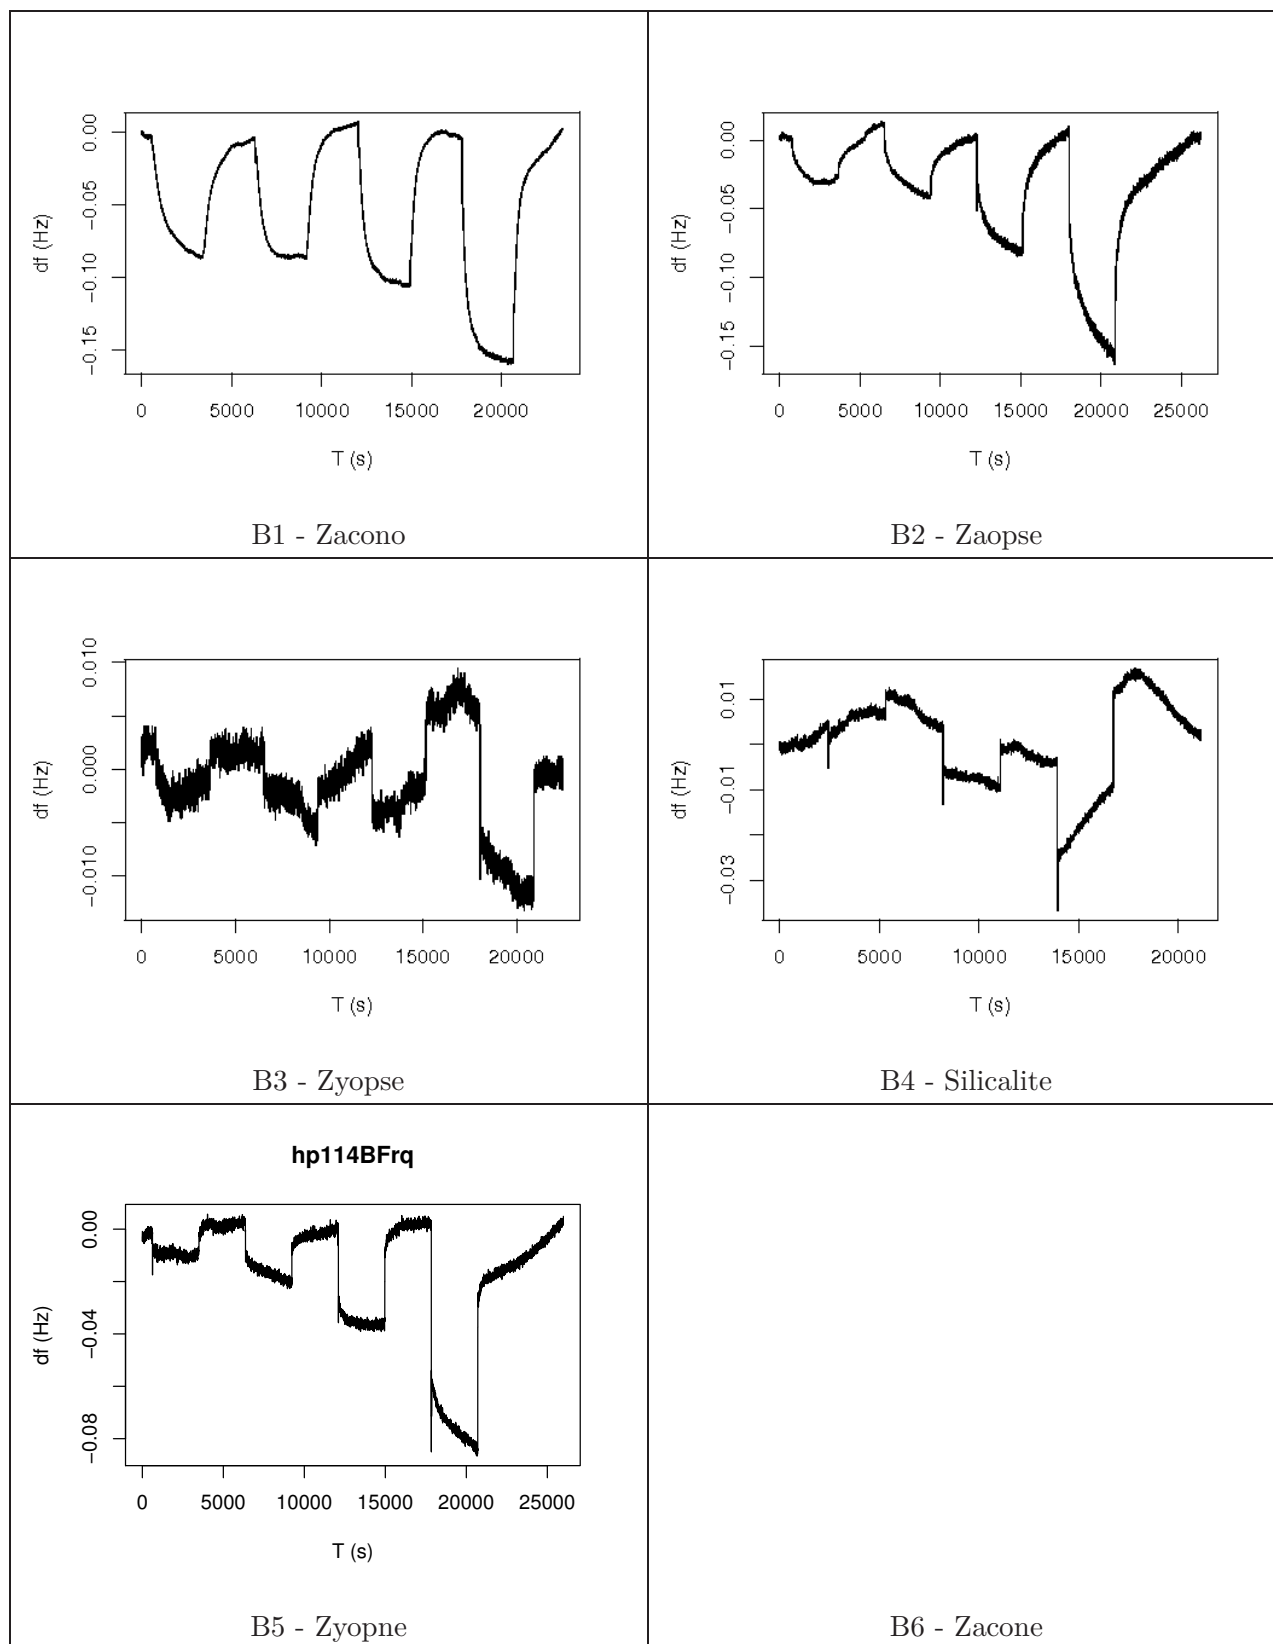 0.00
−0.05
−0.10
−0.15
df (Hz)
0 5000 10000 15000 20000
T (s)
B1 - Zacono
0.00
−0.05
−0.10
−0.15
df (Hz)
0 5000 10000 15000 20000 25000
T (s)
B2 - Zaopse
0.010
0.000
−0.010
df (Hz)
0 5000 10000 15000 20000
T (s)
B3 - Zyopse
0.01
−0.01
−0.03
df (Hz)
0 5000 10000 15000 20000
T (s)
B4 - Silicalite
hp114BFrq
0.00
−0.04
−0.08
df (Hz)
0 5000 10000 15000 20000 25000
T (s)
B5 - Zyopne
B6 - Zacone